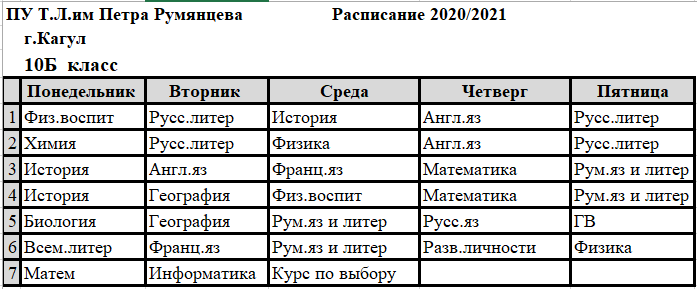 ПУ Т.Л.им Петра Румянцева Расписание 2020/2021
г.Кагул
10Б класс
Понедельник Вторник Среда Четверг Пятница
1 Физ.воспит Русс.литер История Англ.яз Русс.литер
2 Химия Русс.литер Физика Англ.яз Русс.литер
3 История Англ.яз Франц.яз Математика Рум.яз и литер
4 История География Физ.воспит Математика Рум.яз и литер
5 Биология География Рум.яз и литер Русс.яз ГВ
6 Всем.литер Франц.яз Рум.яз и литер Разв.личности Физика
7 Матем Информатика Курс по выбору